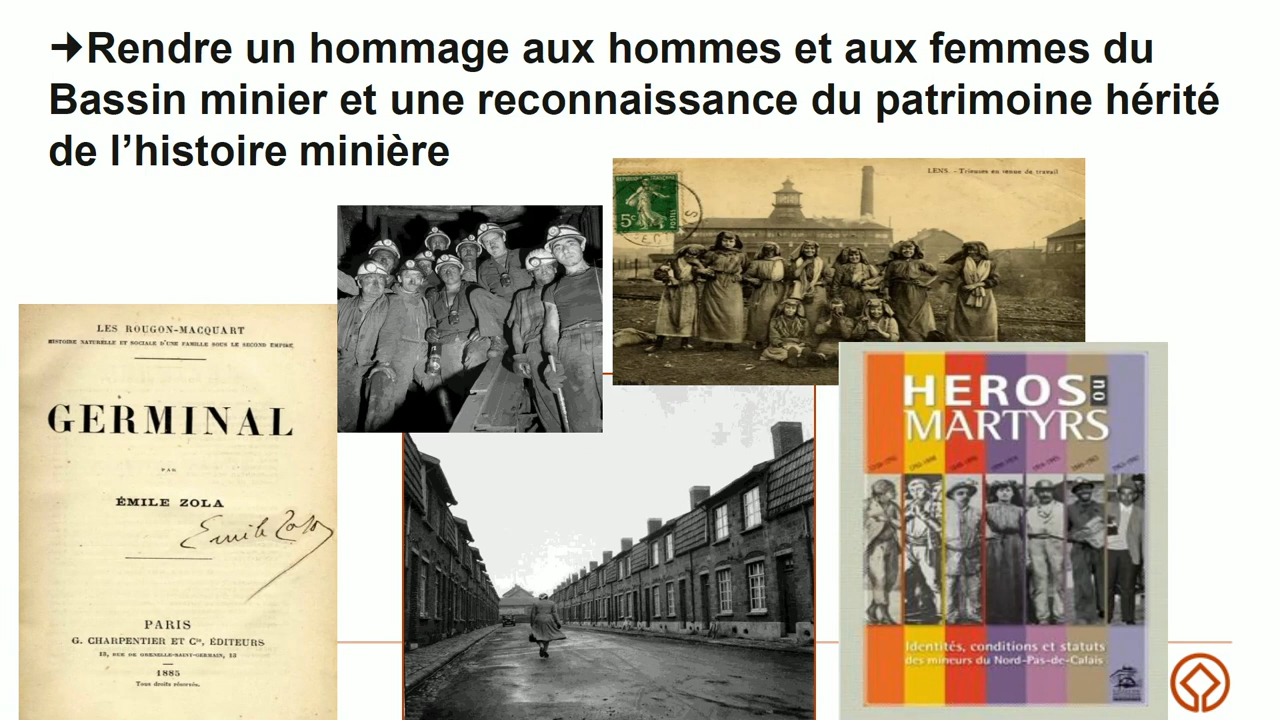 ➜Rendre un hommage aux hommes et aux femmes du
Bassin minier et une reconnaissance du patrimoine hérité
de l’histoire minière
LENS. - Trieuses en tenue de travail
5c
LES ROUGON-MACQUART
HISTOIRE NATURELLE ET SOCIALE D'UNE FAMILLE SOUS LE SECOND EMPIRE
GERMINAL
PAR
ÉMILE ZOLA
Emile Zola
PARIS
G. CHARPENTIER ET Cie, ÉDITEURS
13, RUE DE GRENELLE-SAINT-GERMAIN, 13
1885
Tous droits réservés.
HEROS ou
MARTYRS
Identités, conditions et statuts
des mineurs du Nord-Pas-de-Calais